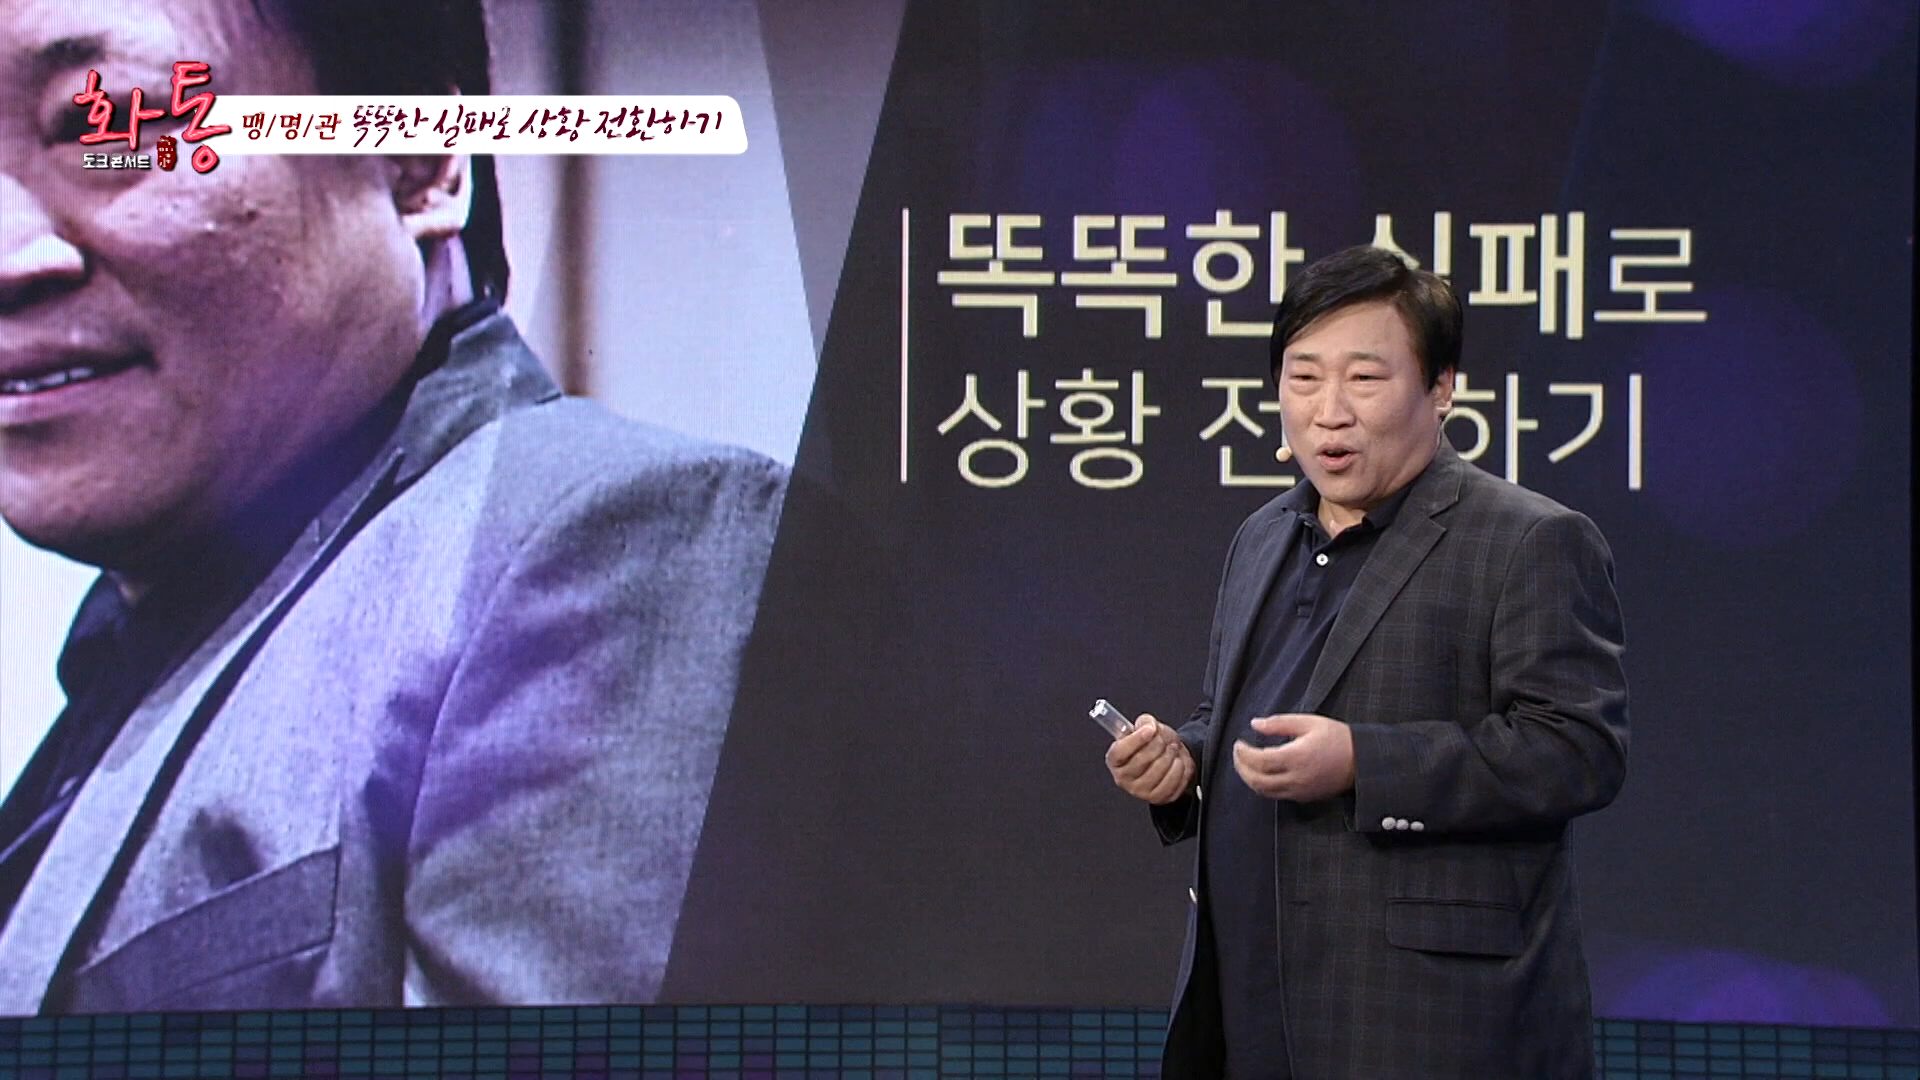 화통
토크콘서트
맹/명/관 똑똑한 실패로 상황 전환하기
똑똑한 실패로
상황 전 하기